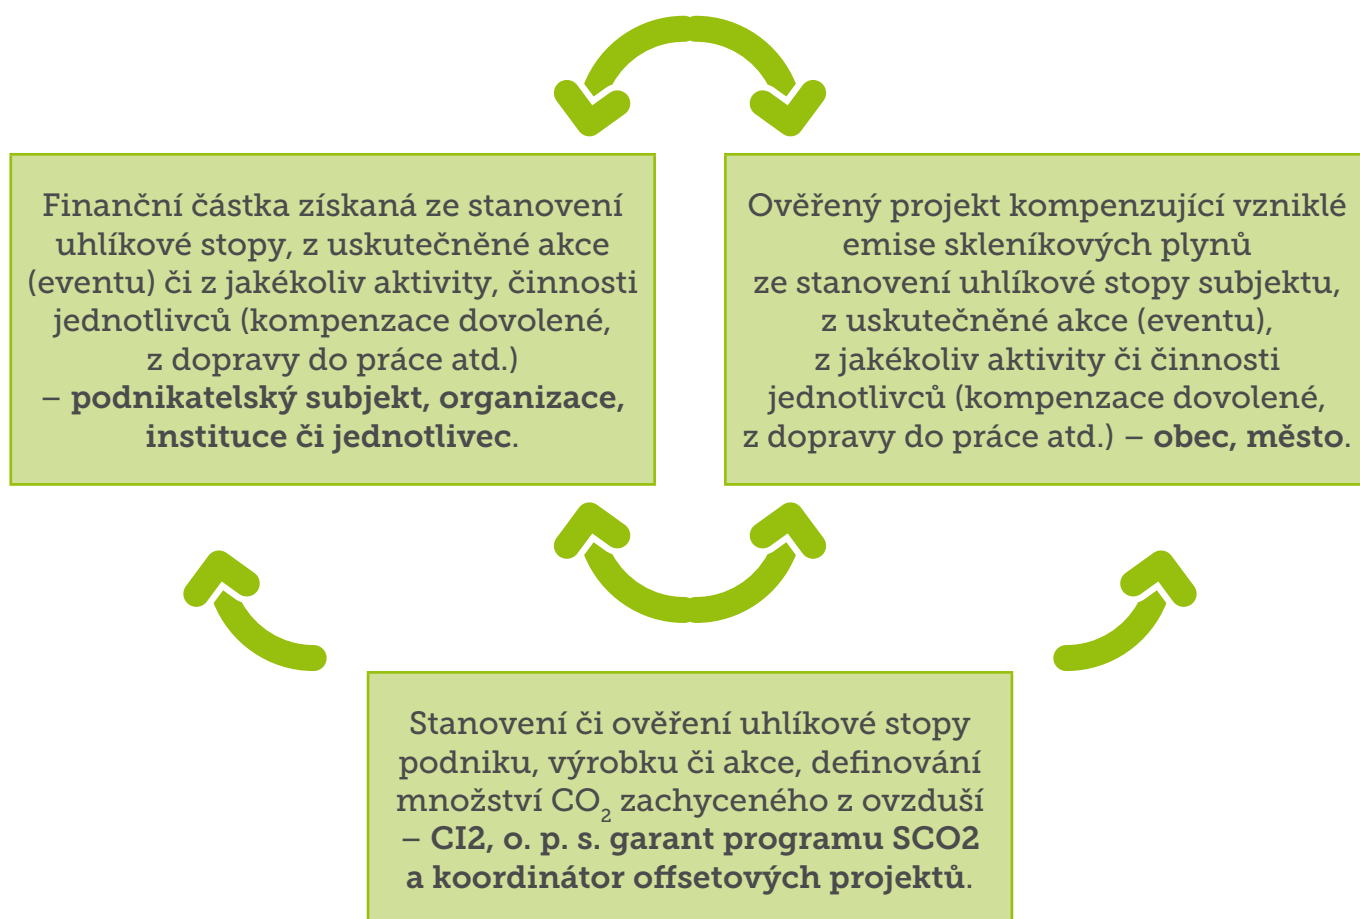 Finanční částka získaná ze stanovení
uhlíkové stopy, z uskutečněné akce
(eventu) či z jakékoliv aktivity, činnosti
jednotlivců (kompenzace dovolené,
z dopravy do práce atd.)
– podnikatelský subjekt, organizace,
instituce či jednotlivec.
Ověřený projekt kompenzující vzniklé
emise skleníkových plynů
ze stanovení uhlíkové stopy subjektu,
z uskutečněné akce (eventu),
z jakékoliv aktivity či činnosti
jednotlivců (kompenzace dovolené,
z dopravy do práce atd.) – obec, město.
Stanovení či ověření uhlíkové stopy
podniku, výrobku či akce, definování
množství CO₂ zachyceného z ovzduší
– CI2, o. p. s. garant programu SCO2
a koordinátor offsetových projektů.